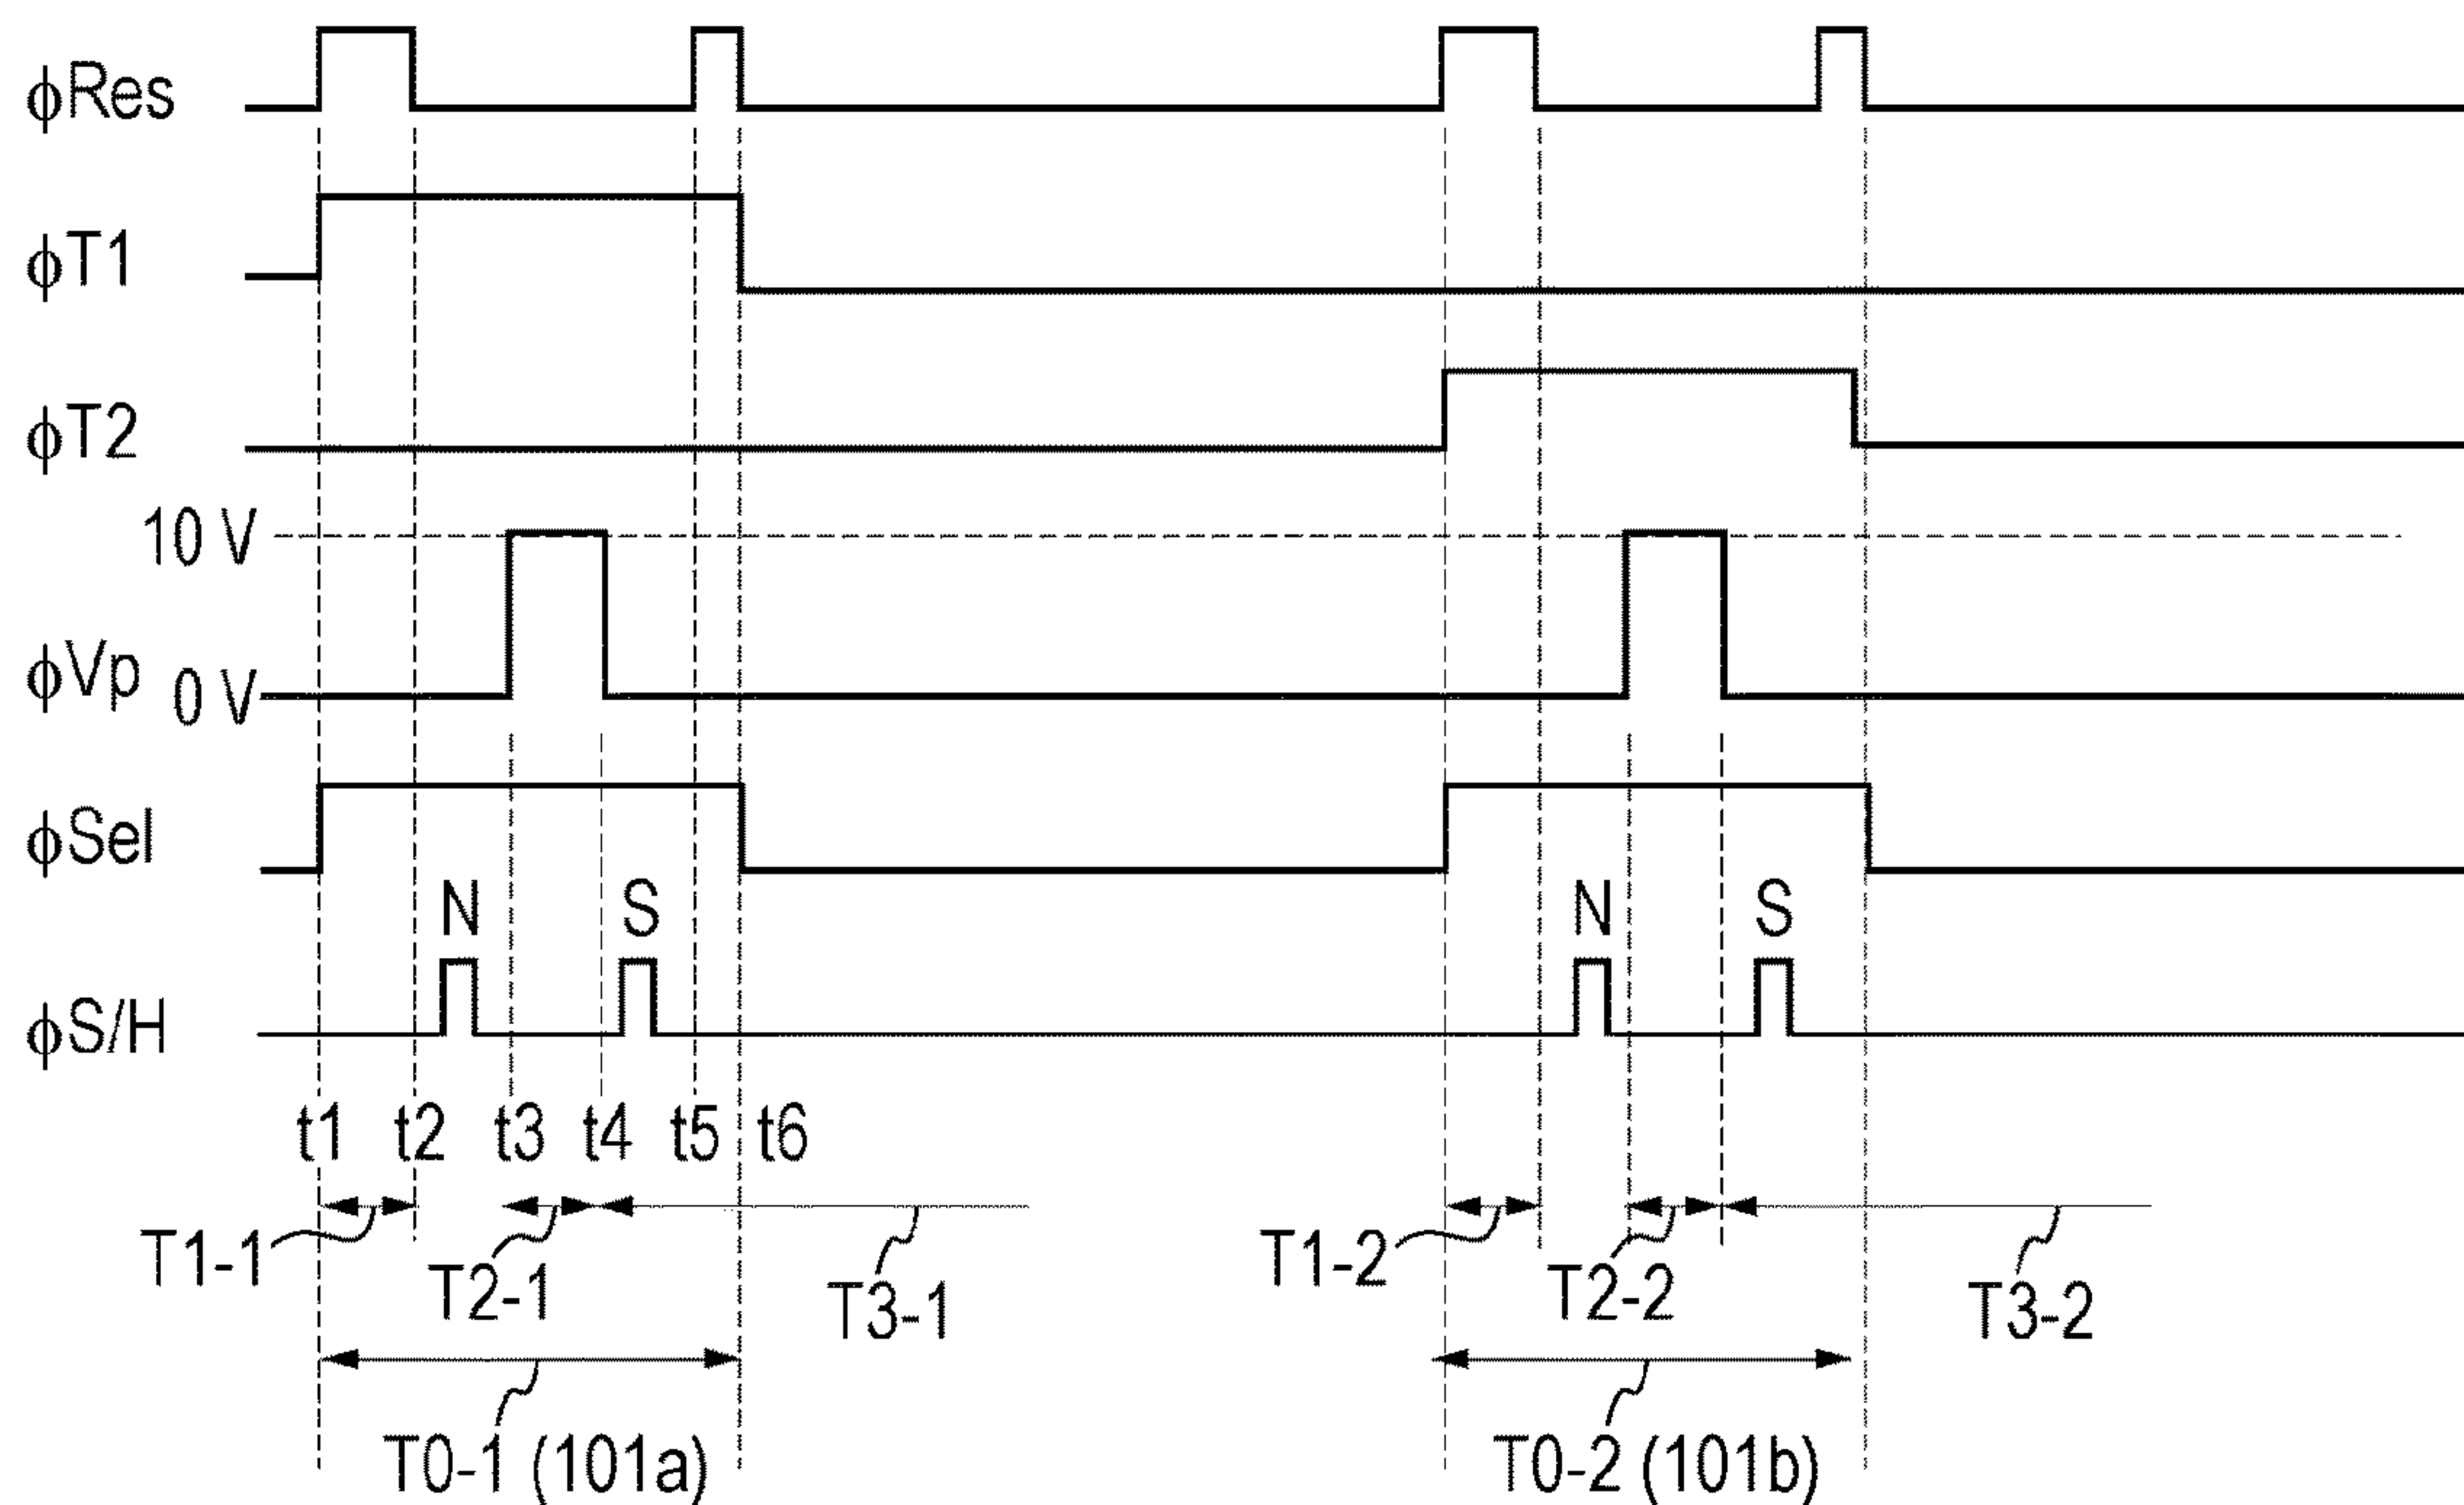 ϕRes
ϕT1
ϕT2
10 V
ϕVp 0 V
ϕSel
N S N S
ϕS/H
t1 t2 t3 t4 t5 t6
T1-1 T2-1 T3-1 T1-2 T2-2 T3-2
T0-1 (101a) T0-2 (101b)